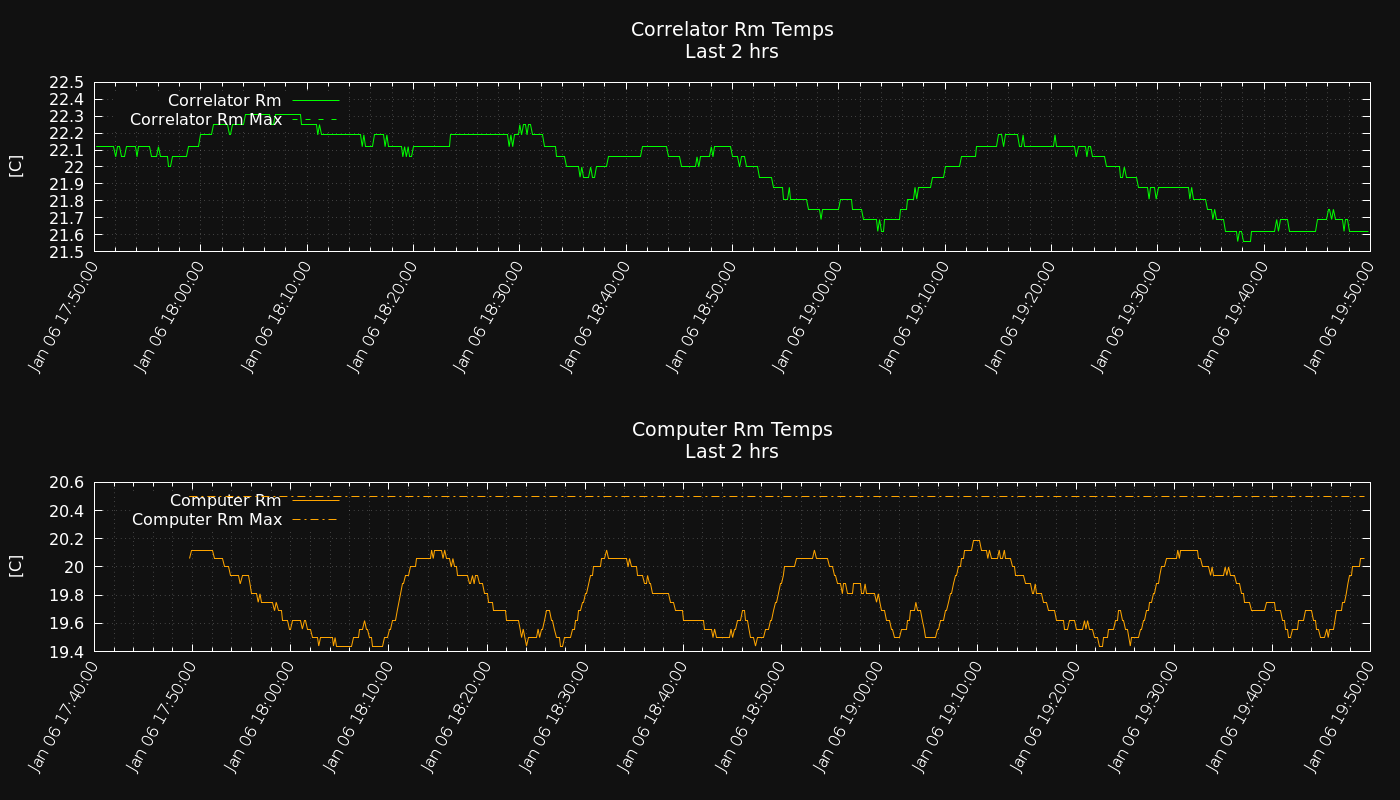 Correlator Rm Temps
Last 2 hrs
22.5
22.4
22.3
22.2
22.1
22
21.9
21.8
21.7
21.6
21.5
[C]
Correlator Rm
Correlator Rm Max
Jan 06 17:50:00
Jan 06 18:00:00
Jan 06 18:10:00
Jan 06 18:20:00
Jan 06 18:30:00
Jan 06 18:40:00
Jan 06 18:50:00
Jan 06 19:00:00
Jan 06 19:10:00
Jan 06 19:20:00
Jan 06 19:30:00
Jan 06 19:40:00
Jan 06 19:50:00
Computer Rm Temps
Last 2 hrs
20.6
20.4
20.2
20
19.8
19.6
19.4
[C]
Computer Rm
Computer Rm Max
Jan 06 17:40:00
Jan 06 17:50:00
Jan 06 18:00:00
Jan 06 18:10:00
Jan 06 18:20:00
Jan 06 18:30:00
Jan 06 18:40:00
Jan 06 18:50:00
Jan 06 19:00:00
Jan 06 19:10:00
Jan 06 19:20:00
Jan 06 19:30:00
Jan 06 19:40:00
Jan 06 19:50:00